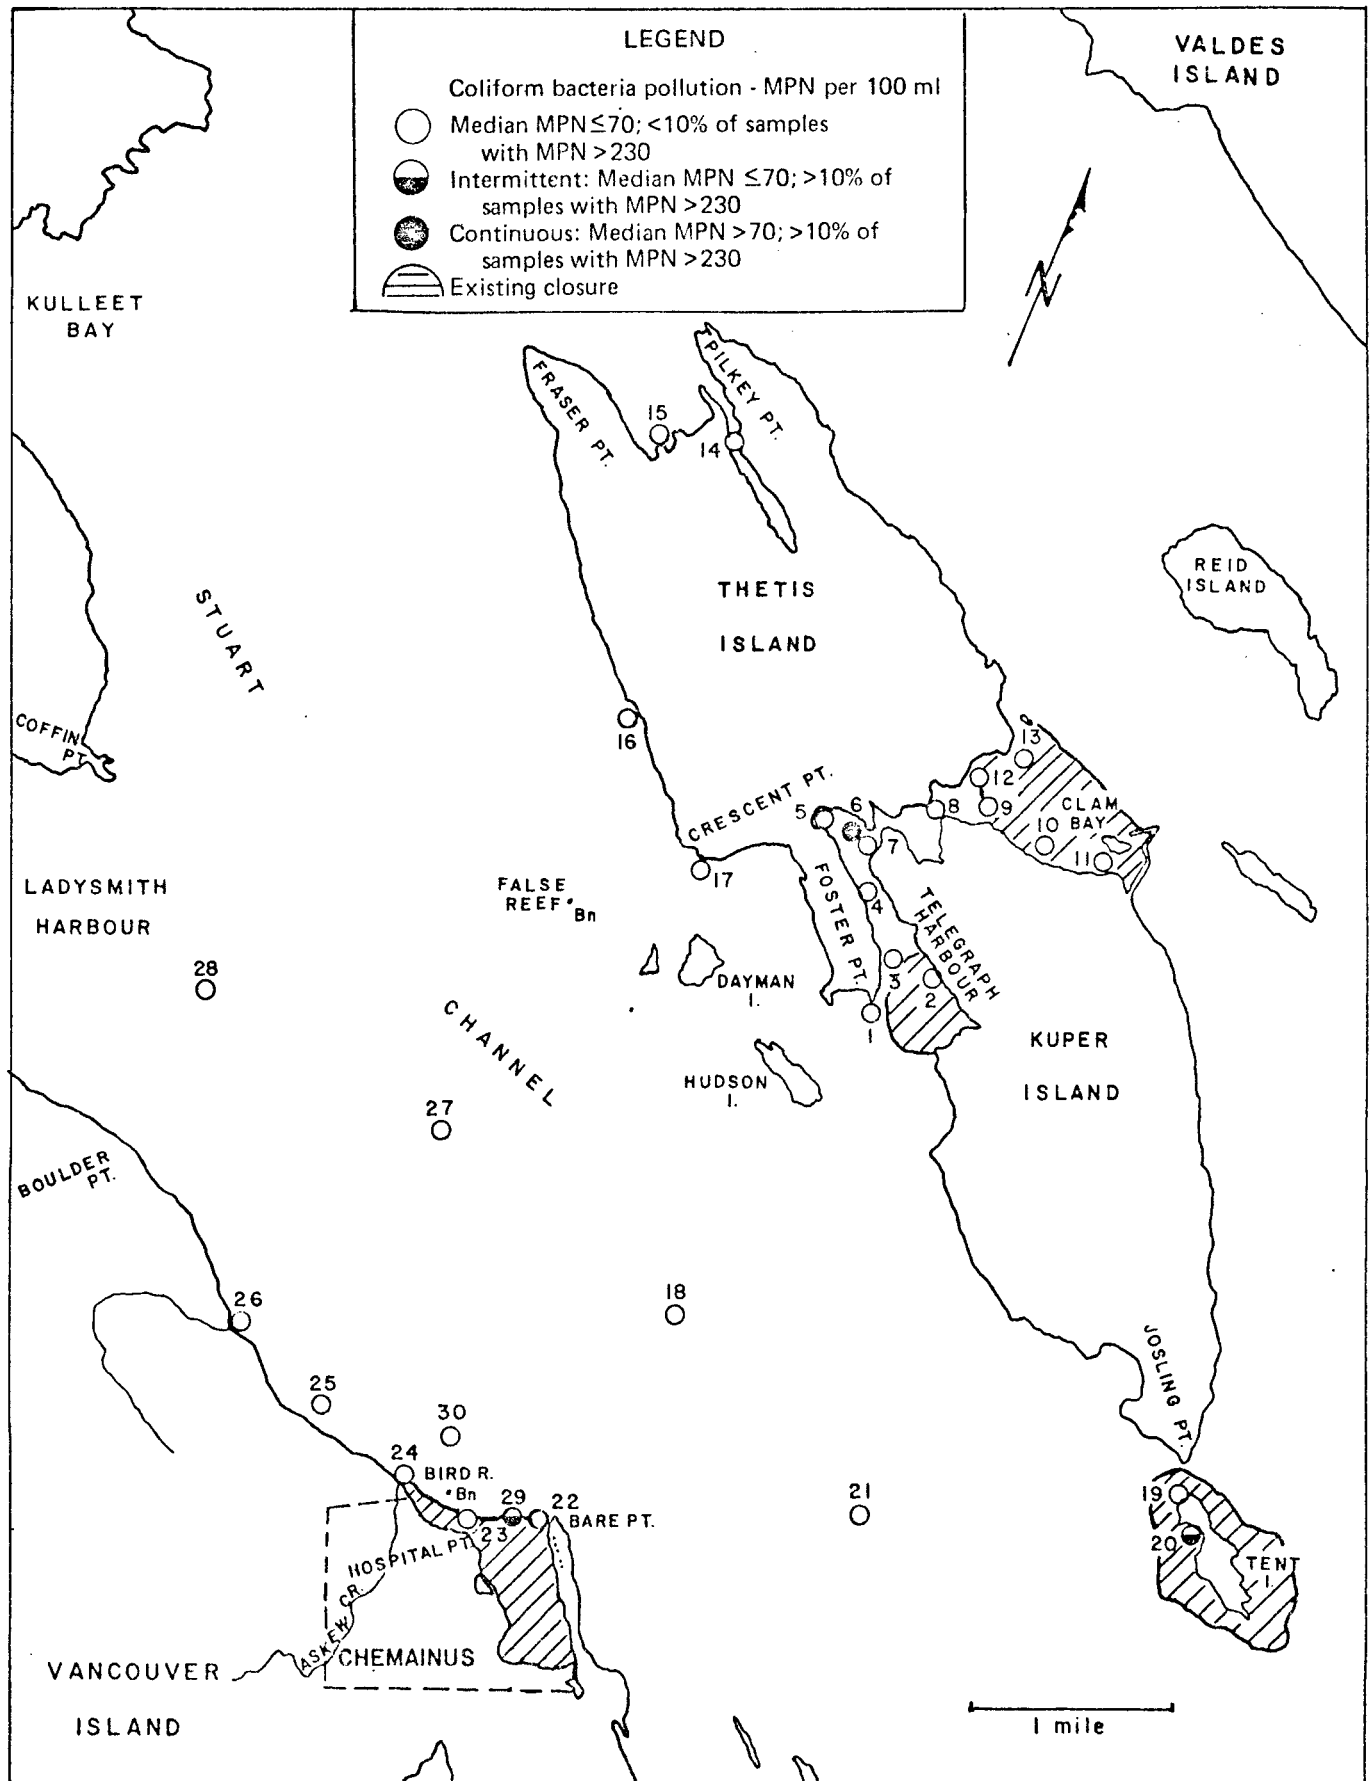 LEGEND
Coliform bacteria pollution - MPN per 100 ml
Median MPN ≤70; <10% of samples
with MPN >230
Intermittent: Median MPN ≤70; >10% of
samples with MPN >230
Continuous: Median MPN >70; >10% of
samples with MPN >230
Existing closure
VALDES
ISLAND
N
KULLEET
BAY
FRASER PT.
PILKEY PT.
15
14
REID
ISLAND
THETIS
ISLAND
STUART
COFFIN
PT.
16
13
12
CRESCENT PT.
5
6
8
9
CLAM
BAY
10
7
11
17
LADYSMITH
HARBOUR
FALSE
REEF
Bn
FOSTER PT.
4
TELEGRAPH
HARBOUR
28
DAYMAN
I.
3
2
1
CHANNEL
KUPER
ISLAND
HUDSON
I.
27
BOULDER
PT.
26
18
JOSLING PT.
25
30
24
BIRD R.
Bn
29
22
BARE PT.
23
21
19
20
HOSPITAL PT.
TENT
I.
ASKEW CR.
CHEMAINUS
VANCOUVER
ISLAND
1 mile